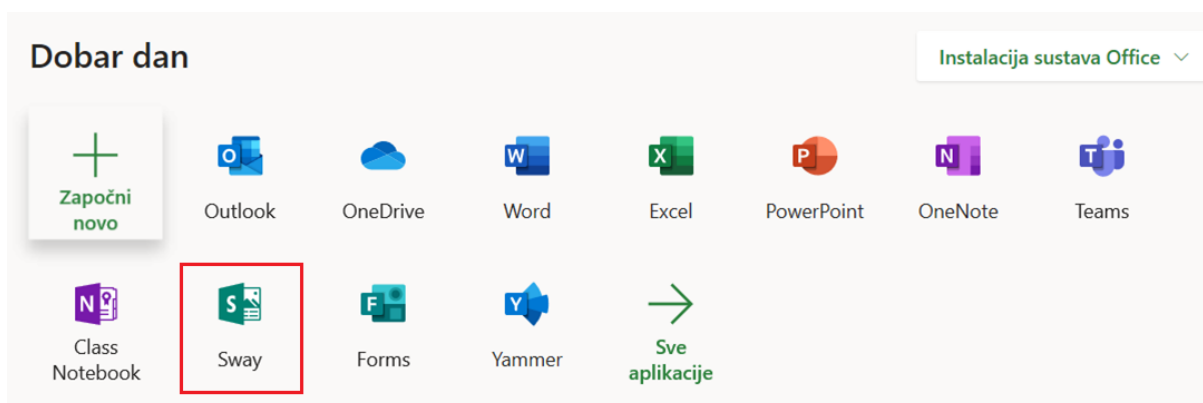 Dobar dan
Instalacija sustava Office
Započni
novo
Outlook
OneDrive
Word
Excel
PowerPoint
OneNote
Teams
Class
Notebook
Sway
Forms
Yammer
Sve
aplikacije